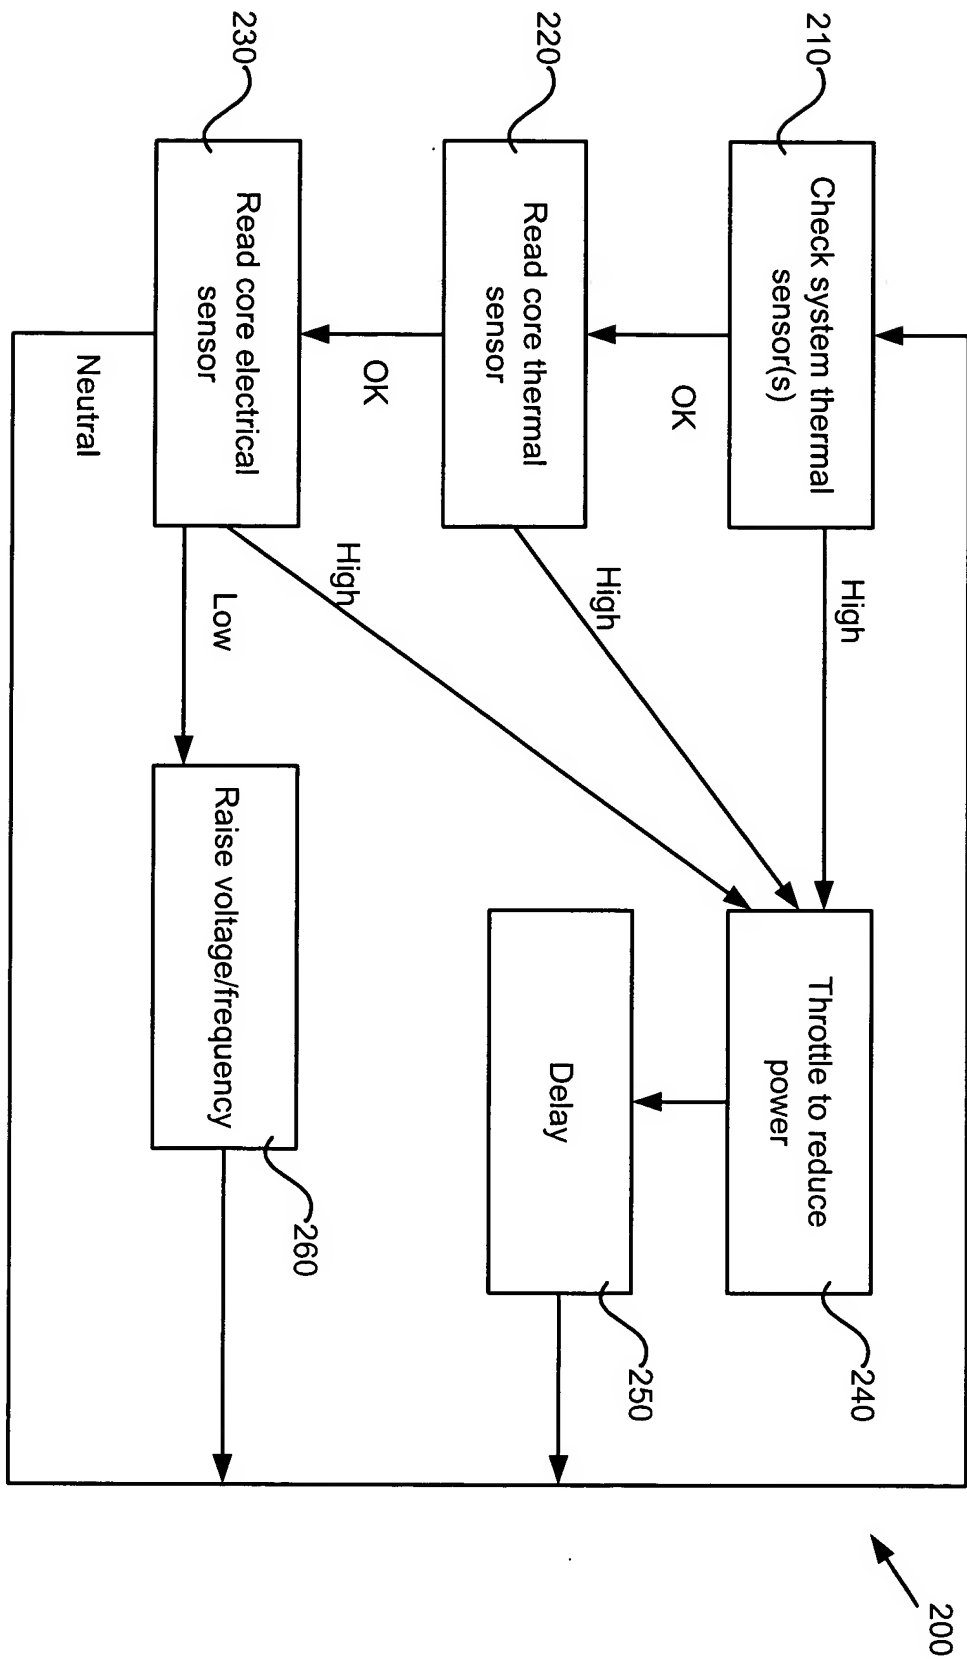 200
210
Check system thermal
sensor(s)
High
OK
Throttle to reduce
power
240
220
Read core thermal
sensor
High
OK
Delay
250
230
Read core electrical
sensor
High
Low
Raise voltage/frequency
260
Neutral